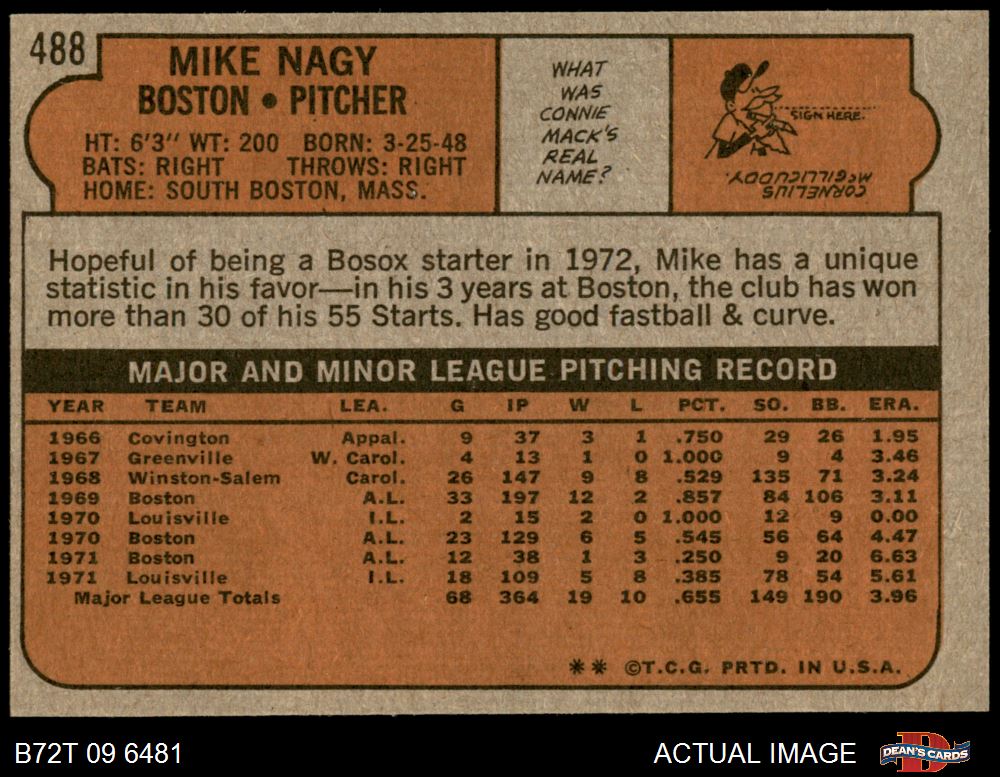 488
MIKE NAGY
BOSTON • PITCHER
HT: 6'3" WT: 200 BORN: 3-25-48
BATS: RIGHT THROWS: RIGHT
HOME: SOUTH BOSTON, MASS.
WHAT
WAS
CONNIE
MACK'S
REAL
NAME?
SIGN HERE.
CORNELIUS
McGILLICUDDY.
Hopeful of being a Bosox starter in 1972, Mike has a unique
statistic in his favor—in his 3 years at Boston, the club has won
more than 30 of his 55 Starts. Has good fastball & curve.
MAJOR AND MINOR LEAGUE PITCHING RECORD
YEAR TEAM LEA. G IP W L PCT. SO. BB. ERA.
1966 Covington Appal. 9 37 3 1 .750 29 26 1.95
1967 Greenville W. Carol. 4 13 1 0 1.000 9 4 3.46
1968 Winston-Salem Carol. 26 147 9 8 .529 135 71 3.24
1969 Boston A.L. 33 197 12 2 .857 84 106 3.11
1970 Louisville I.L. 2 15 2 0 1.000 12 9 0.00
1970 Boston A.L. 23 129 6 5 .545 56 64 4.47
1971 Boston A.L. 12 38 1 3 .250 9 20 6.63
1971 Louisville I.L. 18 109 5 8 .385 78 54 5.61
Major League Totals 68 364 19 10 .655 149 190 3.96
** ©T.C.G. PRTD. IN U.S.A.
B72T 09 6481
ACTUAL IMAGE
D
DEAN'S CARDS